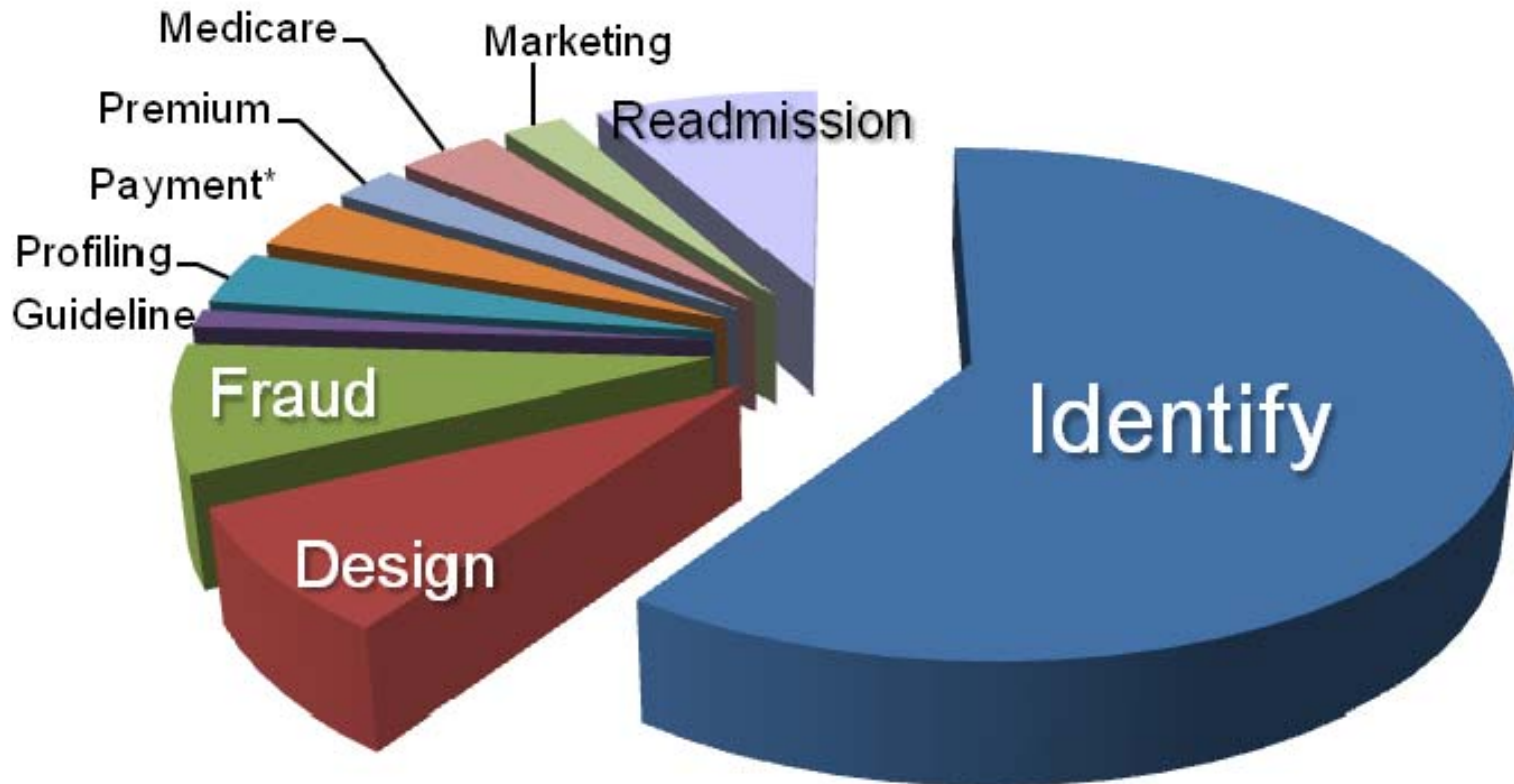 Medicare
Marketing
Premium
Readmission
Payment*
Profiling
Guideline
Fraud
Identify
Design